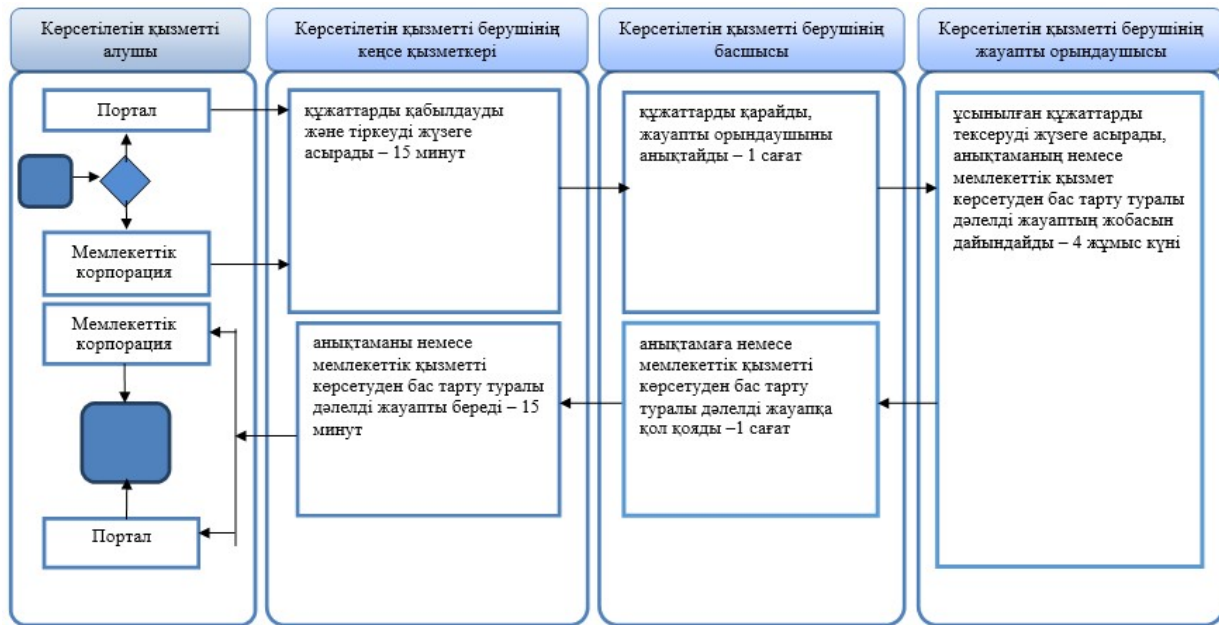 Көрсетілетін қызметті
алушы
Көрсетілетін қызметті берушінің
кеңсе қызметкері
Көрсетілетін қызметті берушінің
басшысы
Көрсетілетін қызметті берушінің
жауапты орындаушысы
Портал
Мемлекеттік
корпорация
Мемлекеттік
корпорация
Портал
құжаттарды қабылдауды
және тіркеуді жүзеге
асырады – 15 минут
анықтаманы немесе
мемлекеттік қызметті
көрсетуден бас тарту туралы
дәлелді жауапты береді – 15
минут
құжаттарды қарайды,
жауапты орындаушыны
анықтайды – 1 сағат
анықтамаға немесе
мемлекеттік қызметті
көрсетуден бас тарту
туралы дәлелді жауапқа
қол қояды –1 сағат
ұсынылған құжаттарды
тексеруді жүзеге асырады,
анықтаманың немесе
мемлекеттік қызмет
көрсетуден бас тарту туралы
дәлелді жауаптың жобасын
дайындайды – 4 жұмыс күні